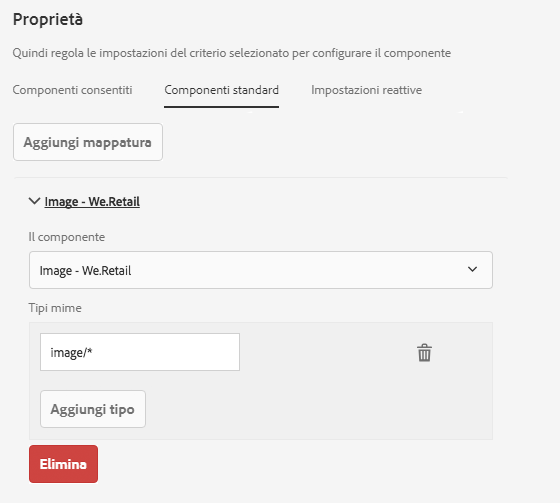 Proprietà
Quindi regola le impostazioni del criterio selezionato per configurare il componente
Componenti consentiti Componenti standard Impostazioni reattive
Aggiungi mappatura
Image - We.Retail
Il componente
Image - We.Retail
Tipi mime
image/*
Aggiungi tipo
Elimina